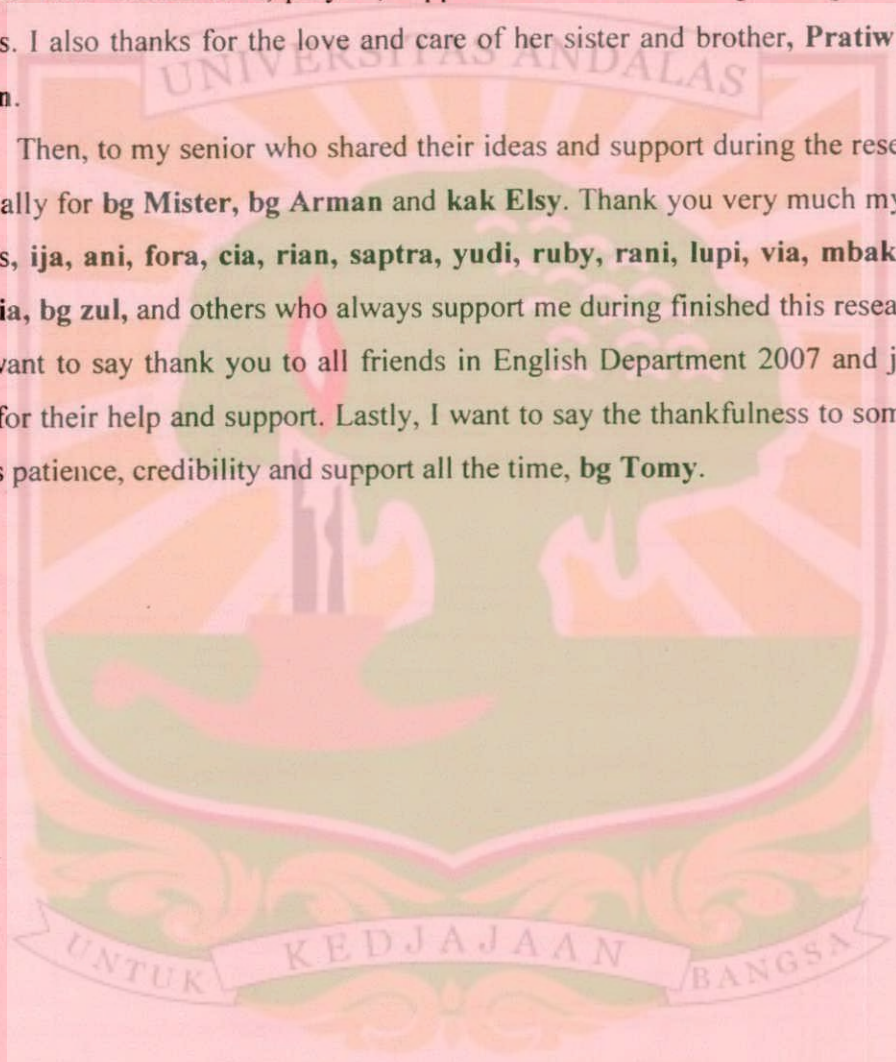 s. I also thanks for the love and care of her sister and brother, Pratiw
n.
UNIVERSITAS ANDALAS
Then, to my senior who shared their ideas and support during the rese
ally for bg Mister, bg Arman and kak Elsy. Thank you very much my
s, ija, ani, fora, cia, rian, saptra, yudi, ruby, rani, lupi, via, mbak
ia, bg zul, and others who always support me during finished this resea
vant to say thank you to all friends in English Department 2007 and j
for their help and support. Lastly, I want to say the thankfulness to som
s patience, credibility and support all the time, bg Tomy.
UNTUK KEDJAJAAN BANGSA